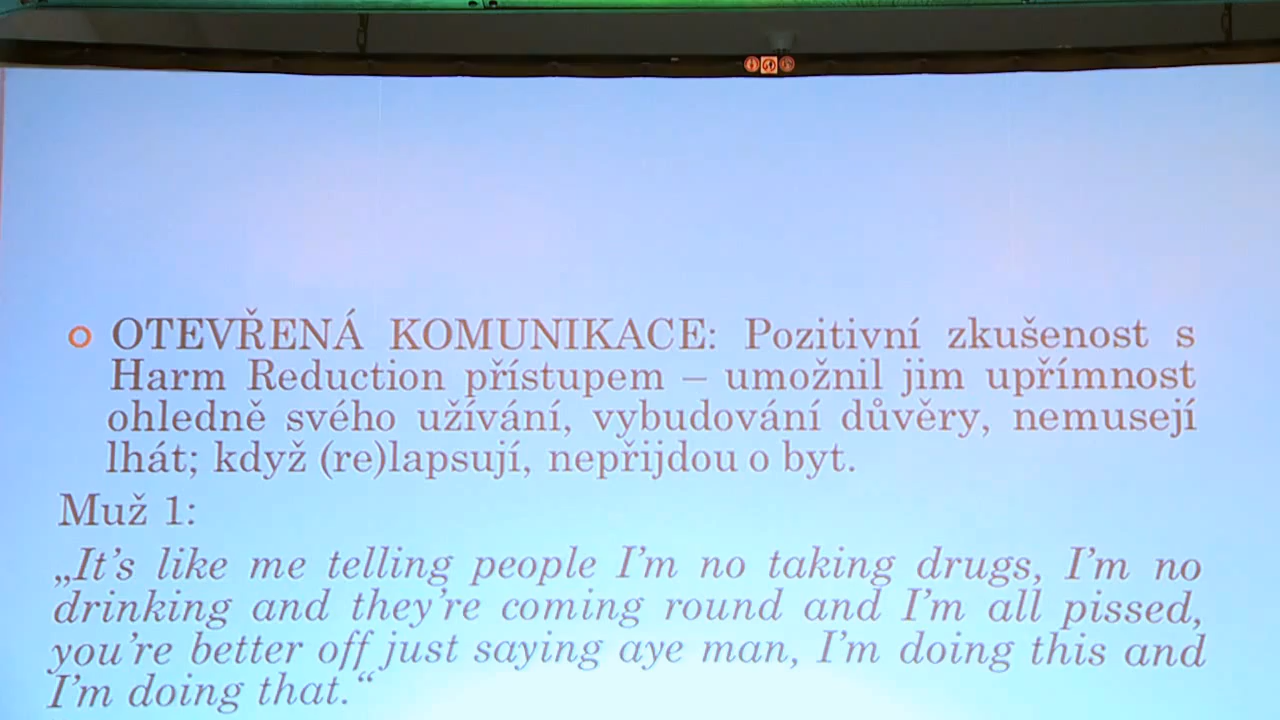 OTEVŘENÁ KOMUNIKACE: Pozitivní zkušenost s
Harm Reduction přístupem – umožnil jim upřímnost
ohledně svého užívání, vybudování důvěry, nemusejí
lhát; když (re)lapsují, nepřijdou o byt.
Muž 1:
„It's like me telling people I'm no taking drugs, I'm no
drinking and they're coming round and I'm all pissed,
you're better off just saying aye man, I'm doing this and
I'm doing that.“